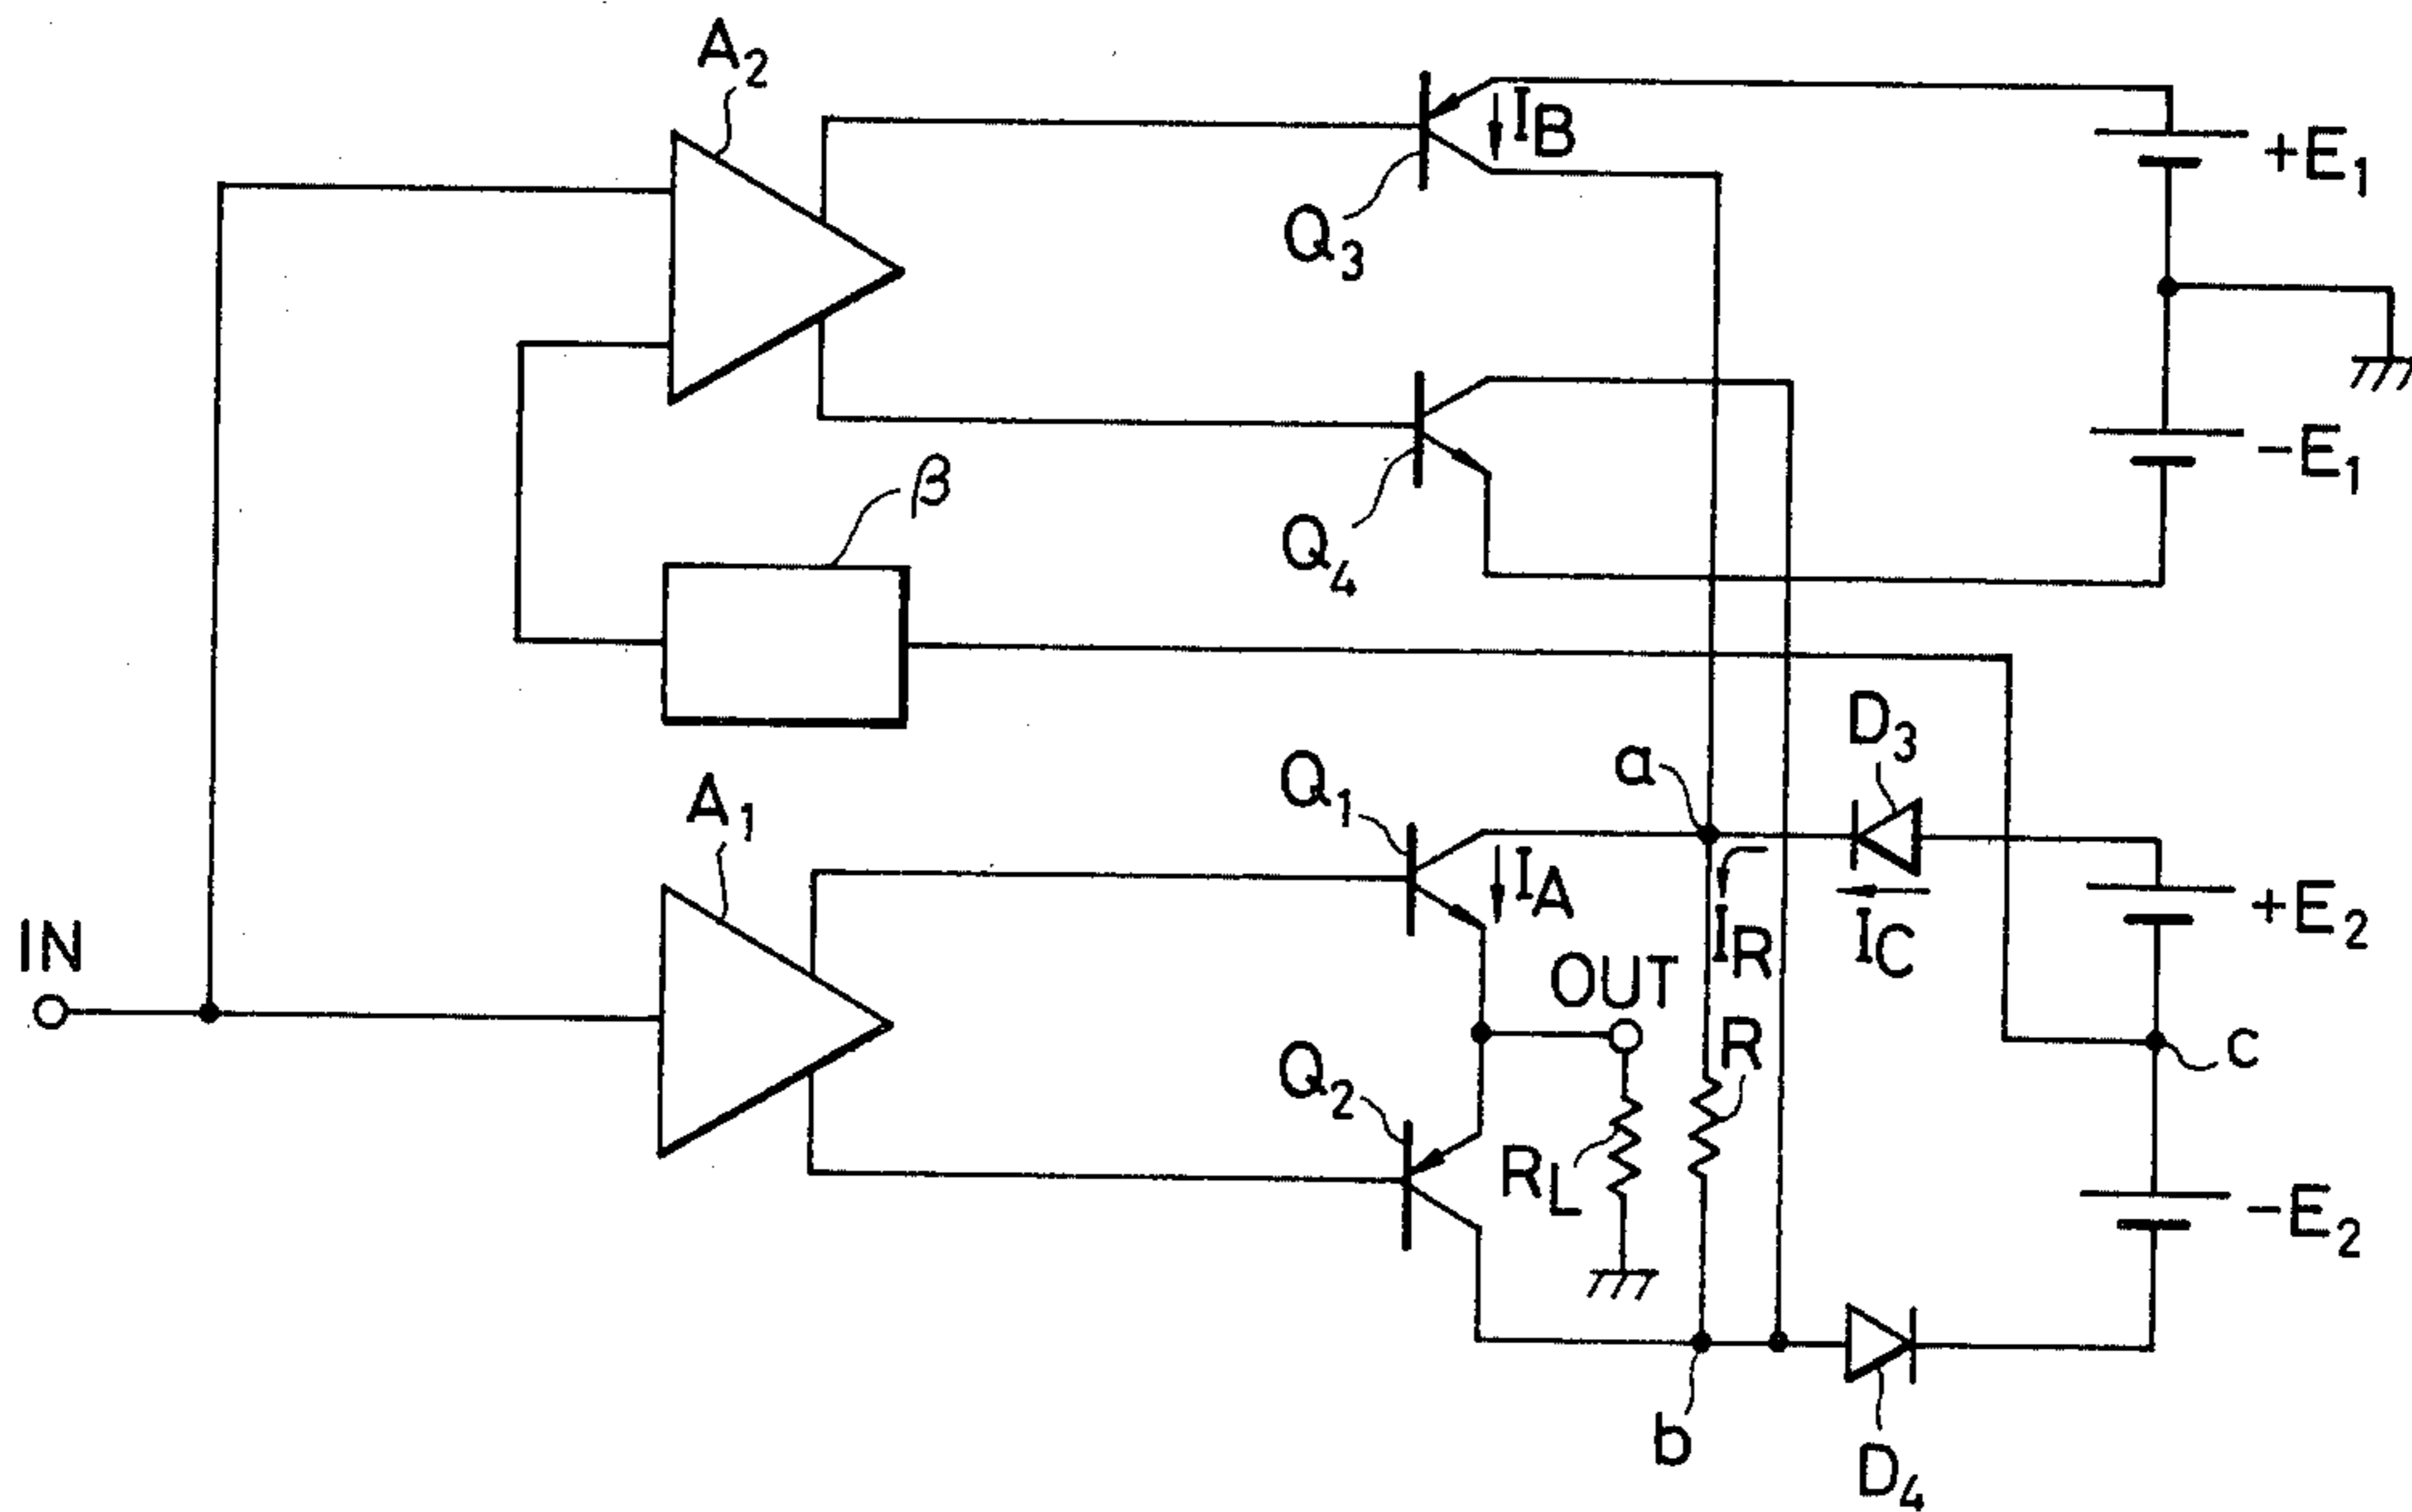 A2
IB
+E1
Q3
-E1
Q4
β
D3
a
Q1
A1
IA
+E2
IR
IC
IN
OUT
R
c
Q2
RL
-E2
b
D4